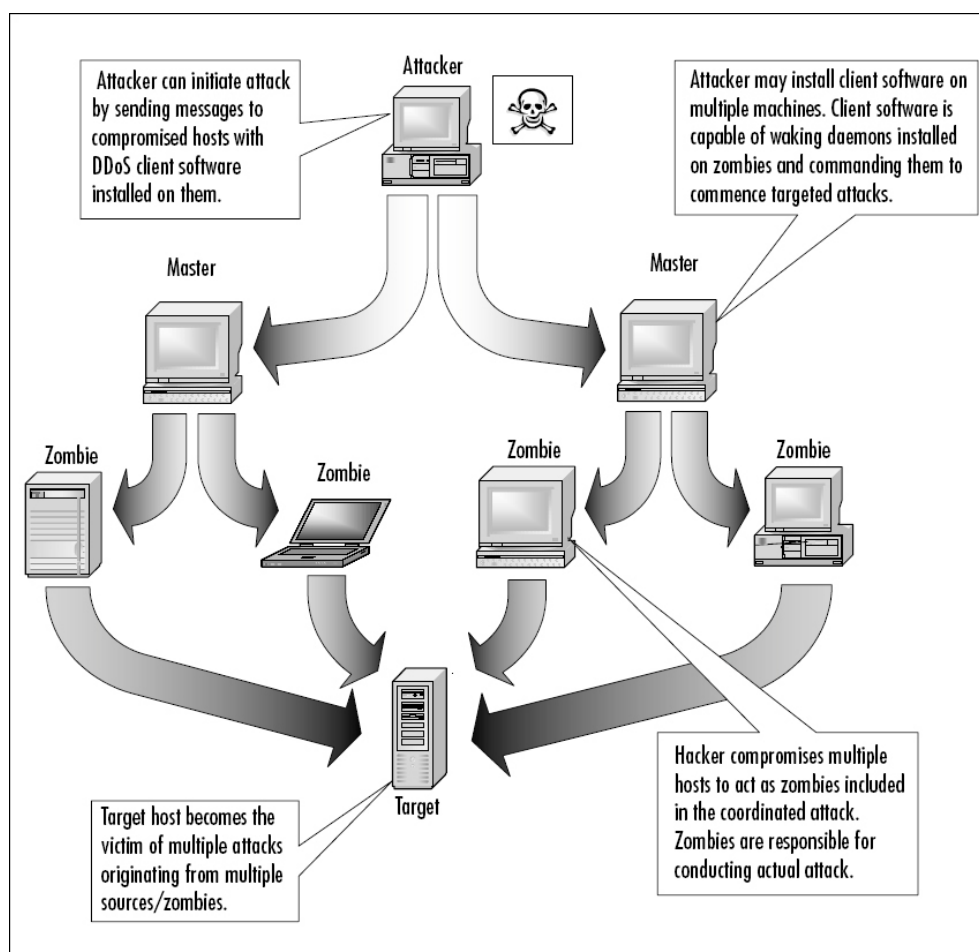 Attacker can initiate attack
by sending messages to
compromised hosts with
DDoS client software
installed on them.
Attacker
Attacker may install client software on
multiple machines. Client software is
capable of waking daemons installed
on zombies and commanding them to
commence targeted attacks.
Master
Master
Zombie
Zombie
Zombie
Zombie
Target
Target host becomes the
victim of multiple attacks
originating from multiple
sources/zombies.
Hacker compromises multiple
hosts to act as zombies included
in the coordinated attack.
Zombies are responsible for
conducting actual attack.